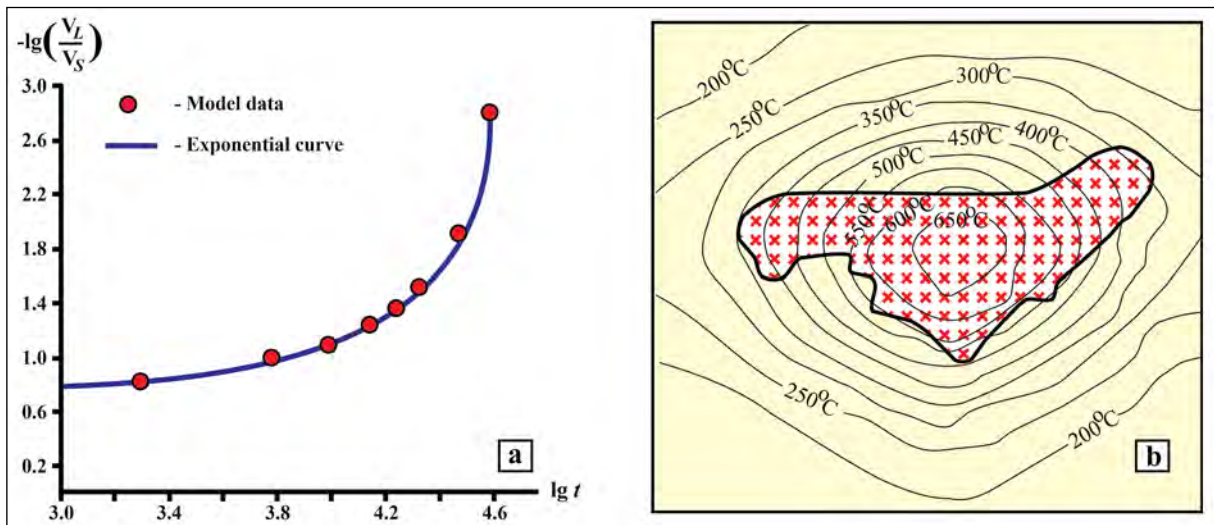 -lg(V_L/V_S)
3.0
2.6
2.2
1.8
1.4
1.0
0.6
0.2
- Model data
- Exponential curve
a
lg t
3.0 3.4 3.8 4.2 4.6
200°C
250°C
300°C
350°C
400°C
450°C
500°C
550°C
600°C
650°C
250°C
200°C
b